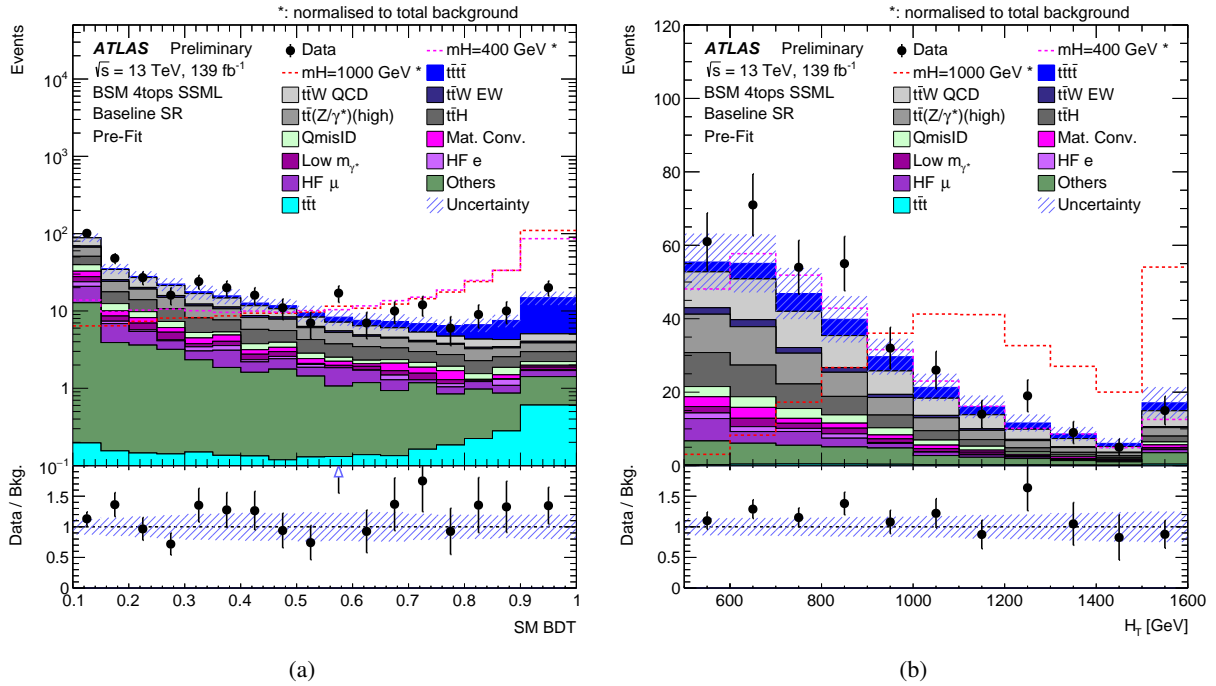 *: normalised to total background
Events
10⁴
10³
10²
10
1
10⁻¹
ATLAS Preliminary
√s = 13 TeV, 139 fb⁻¹
BSM 4tops SSML
Baseline SR
Pre-Fit
Data
mH=400 GeV *
mH=1000 GeV *
tt̄tt̄
tt̄W QCD
tt̄W EW
tt̄(Z/γ*)(high)
tt̄H
QmisID
Mat. Conv.
Low m_γ*
HF e
HF μ
Others
tt̄t
Uncertainty
Data / Bkg.
1.5
1
0.5
0
0.1 0.2 0.3 0.4 0.5 0.6 0.7 0.8 0.9 1
SM BDT
(a)
*: normalised to total background
Events
120
100
80
60
40
20
0
ATLAS Preliminary
√s = 13 TeV, 139 fb⁻¹
BSM 4tops SSML
Baseline SR
Pre-Fit
Data
mH=400 GeV *
mH=1000 GeV *
tt̄tt̄
tt̄W QCD
tt̄W EW
tt̄(Z/γ*)(high)
tt̄H
QmisID
Mat. Conv.
Low m_γ*
HF e
HF μ
Others
tt̄t
Uncertainty
Data / Bkg.
1.5
1
0.5
0
600 800 1000 1200 1400 1600
H_T [GeV]
(b)